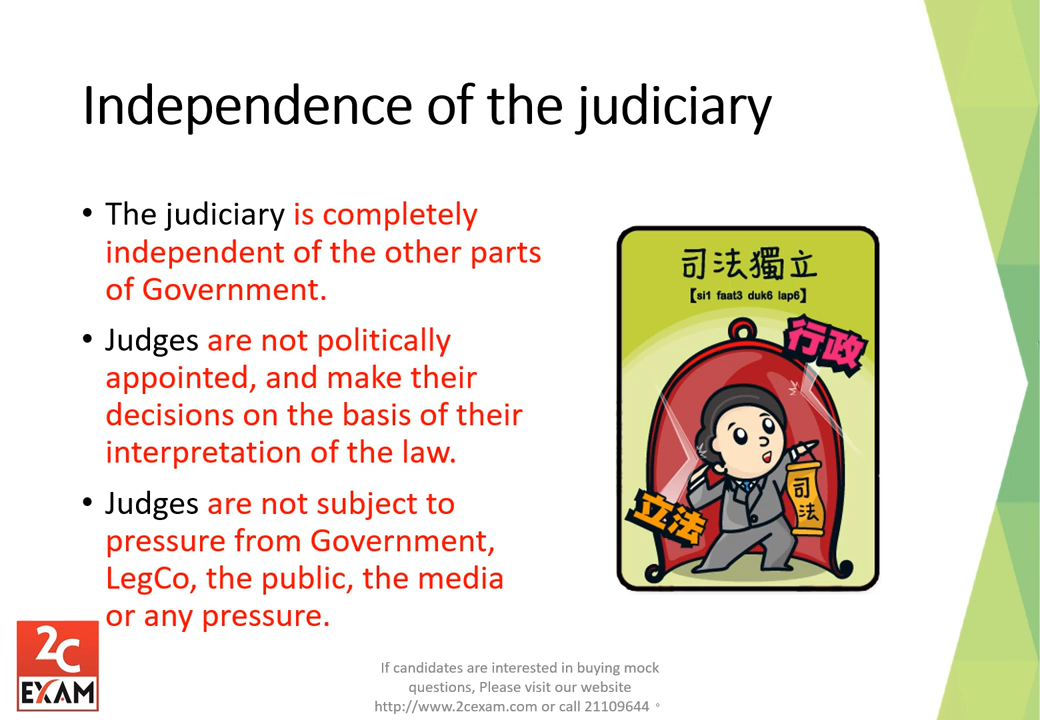 Independence of the judiciary
• The judiciary is completely
independent of the other parts
of Government.
• Judges are not politically
appointed, and make their
decisions on the basis of their
interpretation of the law.
• Judges are not subject to
pressure from Government,
LegCo, the public, the media
or any pressure.
司法獨立
【si1 faat3 duk6 lap6】
行政
立法
司
法
2C
EXAM
If candidates are interested in buying mock
questions, Please visit our website
http://www.2cexam.com or call 21109644 。